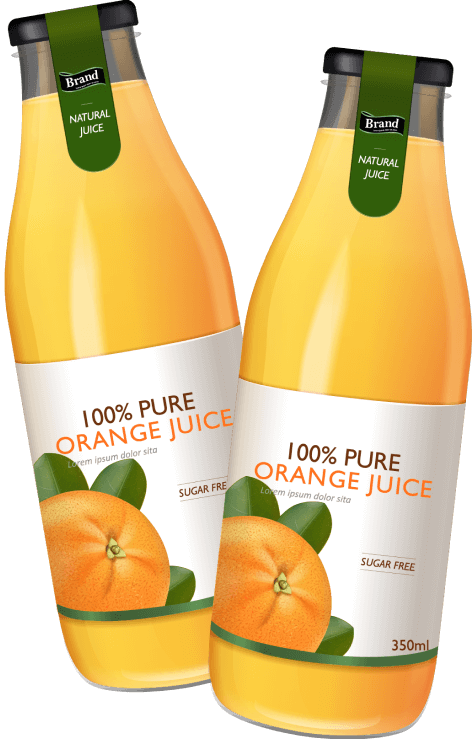 Brand
NATURAL
JUICE
100% PURE
ORANGE JUICE
Lorem ipsum dolor sita
SUGAR FREE
Brand
NATURAL
JUICE
100% PURE
ORANGE JUICE
Lorem ipsum dolor sita
SUGAR FREE
350ml